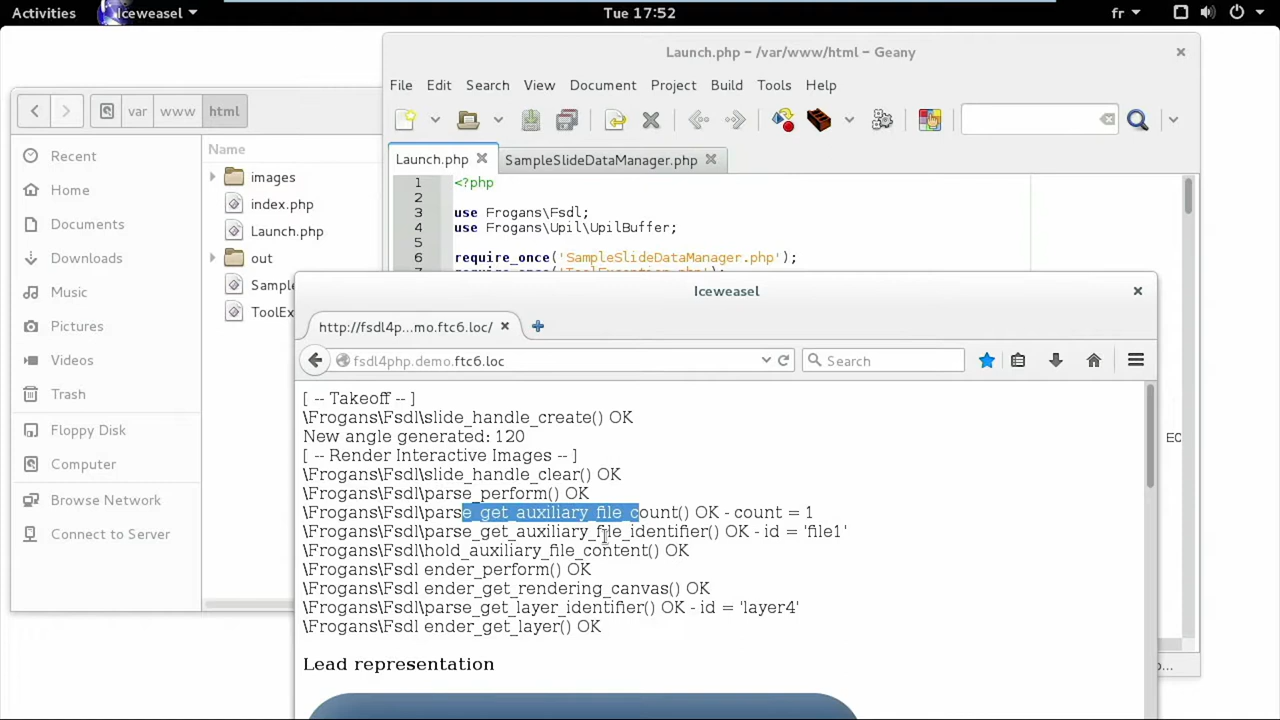 Activities
Iceweasel
Tue 17:52
fr
Launch.php – /var/www/html – Geany
File Edit Search View Document Project Build Tools Help
var www html
Recent
Home
Documents
Downloads
Music
Pictures
Videos
Trash
Floppy Disk
Computer
Browse Network
Connect to Server
Name
images
index.php
Launch.php
out
Sample
ToolEx
Launch.php
SampleSlideDataManager.php
1 <?php
2
3 use Frogans\Fsdl;
4 use Frogans\Upil\UpilBuffer;
5
6 require_once('SampleSlideDataManager.php');
7 require_once('ToolException.php');
EC
Iceweasel
http://fsdl4p...mo.ftc6.loc/
fsdl4php.demo.ftc6.loc
Search
[ -- Takeoff -- ]
\Frogans\Fsdl\slide_handle_create() OK
New angle generated: 120
[ -- Render Interactive Images -- ]
\Frogans\Fsdl\slide_handle_clear() OK
\Frogans\Fsdl\parse_perform() OK
\Frogans\Fsdl\parse_get_auxiliary_file_count() OK - count = 1
\Frogans\Fsdl\parse_get_auxiliary_file_identifier() OK - id = 'file1'
\Frogans\Fsdl\hold_auxiliary_file_content() OK
\Frogans\Fsdl ender_perform() OK
\Frogans\Fsdl ender_get_rendering_canvas() OK
\Frogans\Fsdl\parse_get_layer_identifier() OK - id = 'layer4'
\Frogans\Fsdl ender_get_layer() OK
Lead representation